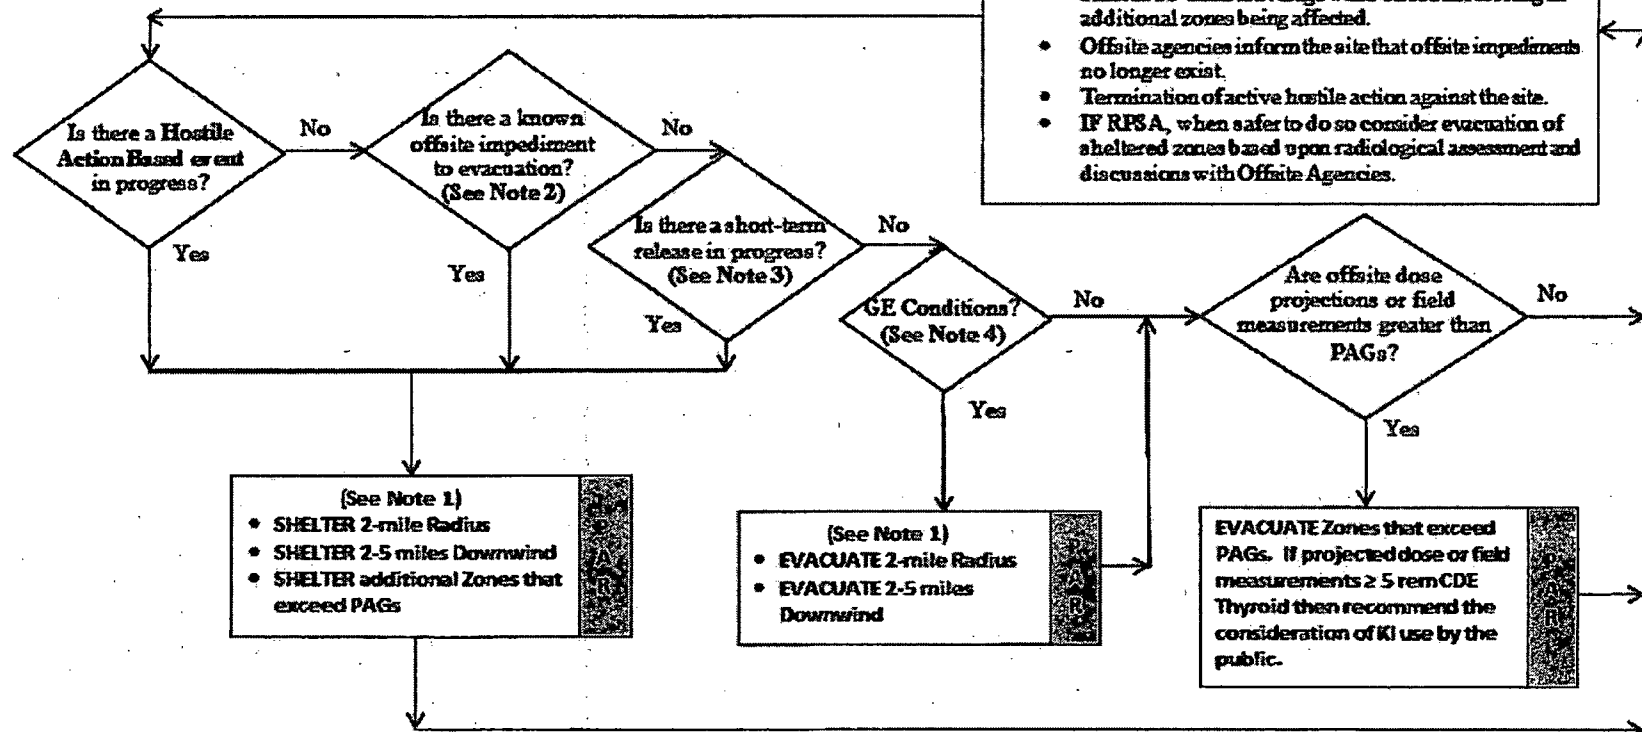 additional zones being affected.
• Offsite agencies inform the site that offsite impediments
no longer exist.
• Termination of active hostile action against the site.
• IF RPSA, when safer to do so consider evacuation of
sheltered zones based upon radiological assessment and
discussions with Offsite Agencies.
Is there a Hostile
Action Based event
in progress?
No
Yes
Is there a known
offsite impediment
to evacuation?
(See Note 2)
No
Yes
Is there a short-term
release in progress?
(See Note 3)
No
Yes
GE Conditions?
(See Note 4)
No
Yes
Are offsite dose
projections or field
measurements greater than
PAGs?
No
Yes
(See Note 1)
• SHELTER 2-mile Radius
• SHELTER 2-5 miles Downwind
• SHELTER additional Zones that
exceed PAGs
(See Note 1)
• EVACUATE 2-mile Radius
• EVACUATE 2-5 miles
Downwind
EVACUATE Zones that exceed
PAGs. If projected dose or field
measurements ≥ 5 rem CDE
Thyroid then recommend the
consideration of KI use by the
public.